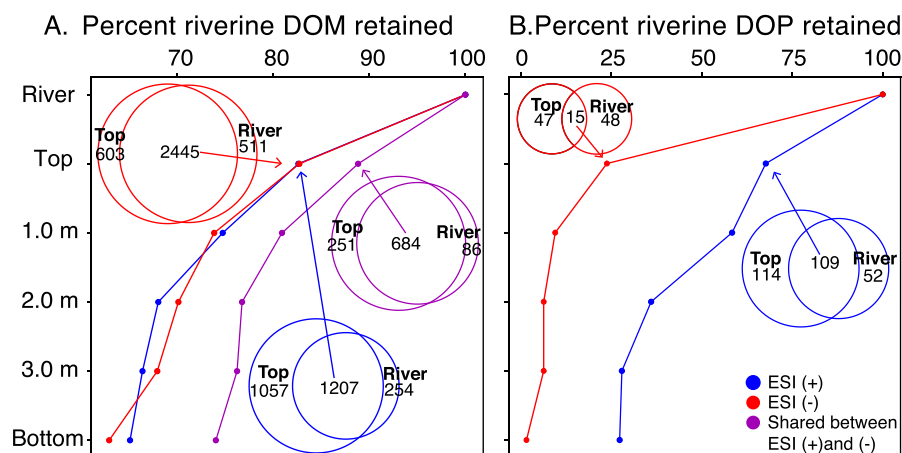 A. Percent riverine DOM retained
70 80 90 100
River
Top
1.0 m
2.0 m
3.0 m
Bottom
Top
603
2445
River
511
Top
251
684
River
86
Top
1057
1207
River
254
B.Percent riverine DOP retained
0 25 50 75 100
Top
47
15
River
48
Top
114
109
River
52
ESI (+)
ESI (-)
Shared between
ESI (+)and (-)